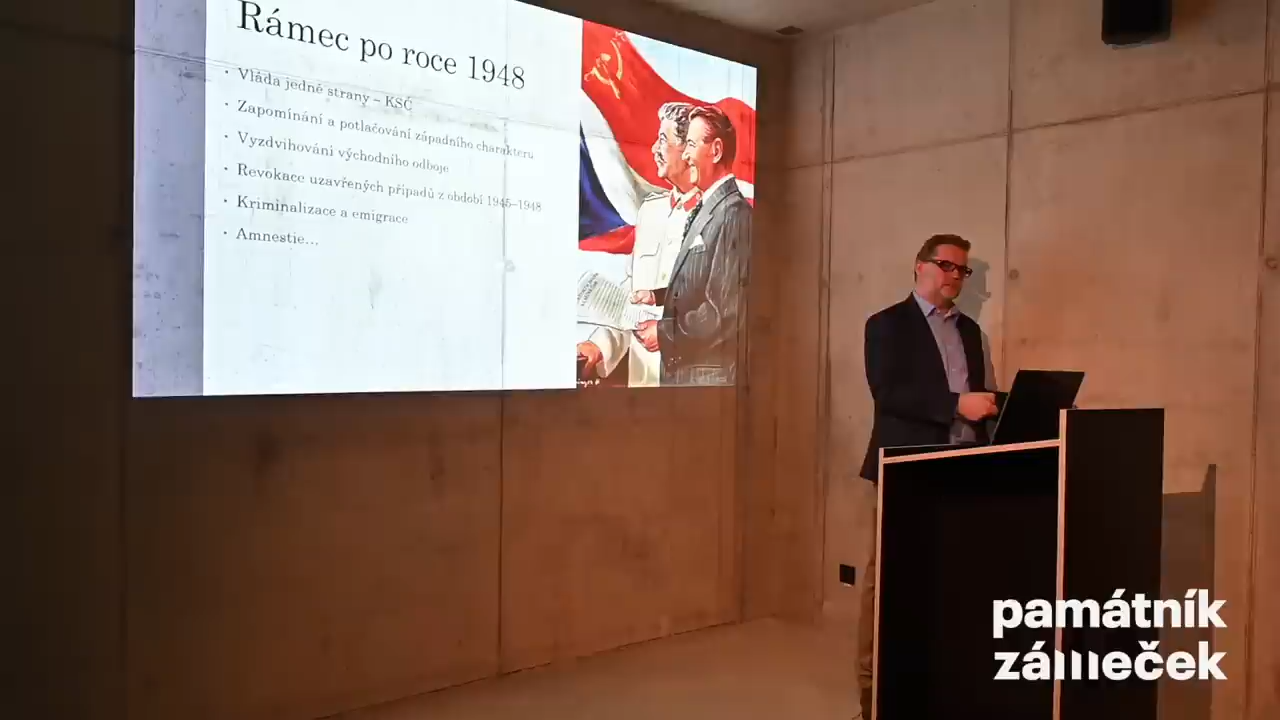 Rámec po roce 1948
· Vláda jedné strany – KSČ
· Zapomínání a potlačování západního charakteru
· Vyzdvihování východního odboje
· Revokace uzavřených případů z období 1945–1948
· Kriminalizace a emigrace
· Amnestie…
památník
zámeček